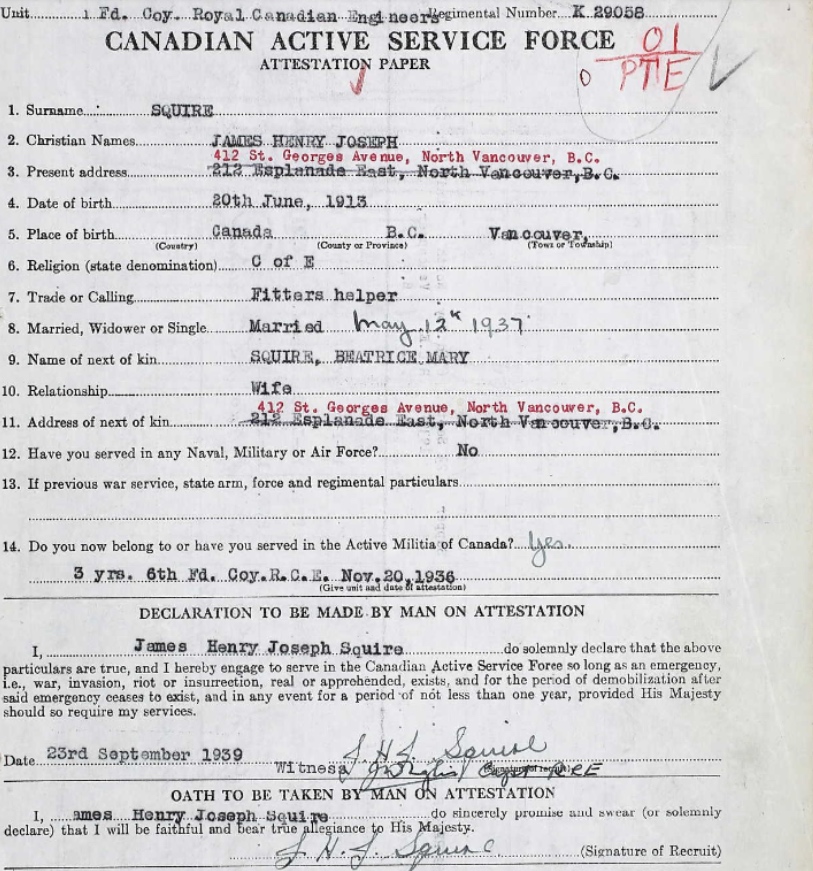 Unit 1 Fd. Coy. Royal Canadian Engineers Regimental Number K 29058
CANADIAN ACTIVE SERVICE FORCE
ATTESTATION PAPER
01
PTE
1. Surname SQUIRE
2. Christian Names JAMES HENRY JOSEPH
412 St. Georges Avenue, North Vancouver, B.C.
3. Present address 212 Esplanade East, North Vancouver, B.C.
4. Date of birth 20th June, 1913
5. Place of birth Canada B.C. Vancouver,
(Country) (County or Province) (Town or Township)
6. Religion (state denomination) C of E
7. Trade or Calling Fitters helper
8. Married, Widower or Single Married May 12th 1937
9. Name of next of kin SQUIRE, BEATRICE MARY
10. Relationship Wife
412 St. Georges Avenue, North Vancouver, B.C.
11. Address of next of kin 212 Esplanade East, North Vancouver, B.C.
12. Have you served in any Naval, Military or Air Force? No
13. If previous war service, state arm, force and regimental particulars
14. Do you now belong to or have you served in the Active Militia of Canada? Yes.
3 yrs. 6th Fd. Coy. R.C.E. Nov. 20, 1936
(Give unit and date of attestation)
DECLARATION TO BE MADE BY MAN ON ATTESTATION
I, James Henry Joseph Squire do solemnly declare that the above
particulars are true, and I hereby engage to serve in the Canadian Active Service Force so long as an emergency,
i.e., war, invasion, riot or insurrection, real or apprehended, exists, and for the period of demobilization after
said emergency ceases to exist, and in any event for a period of not less than one year, provided His Majesty
should so require my services.
J H J Squire
Date 23rd September 1939
Witness RCE
OATH TO BE TAKEN BY MAN ON ATTESTATION
I, ames Henry Joseph Squire do sincerely promise and swear (or solemnly
declare) that I will be faithful and bear true allegiance to His Majesty.
J. H. J. Squire (Signature of Recruit)